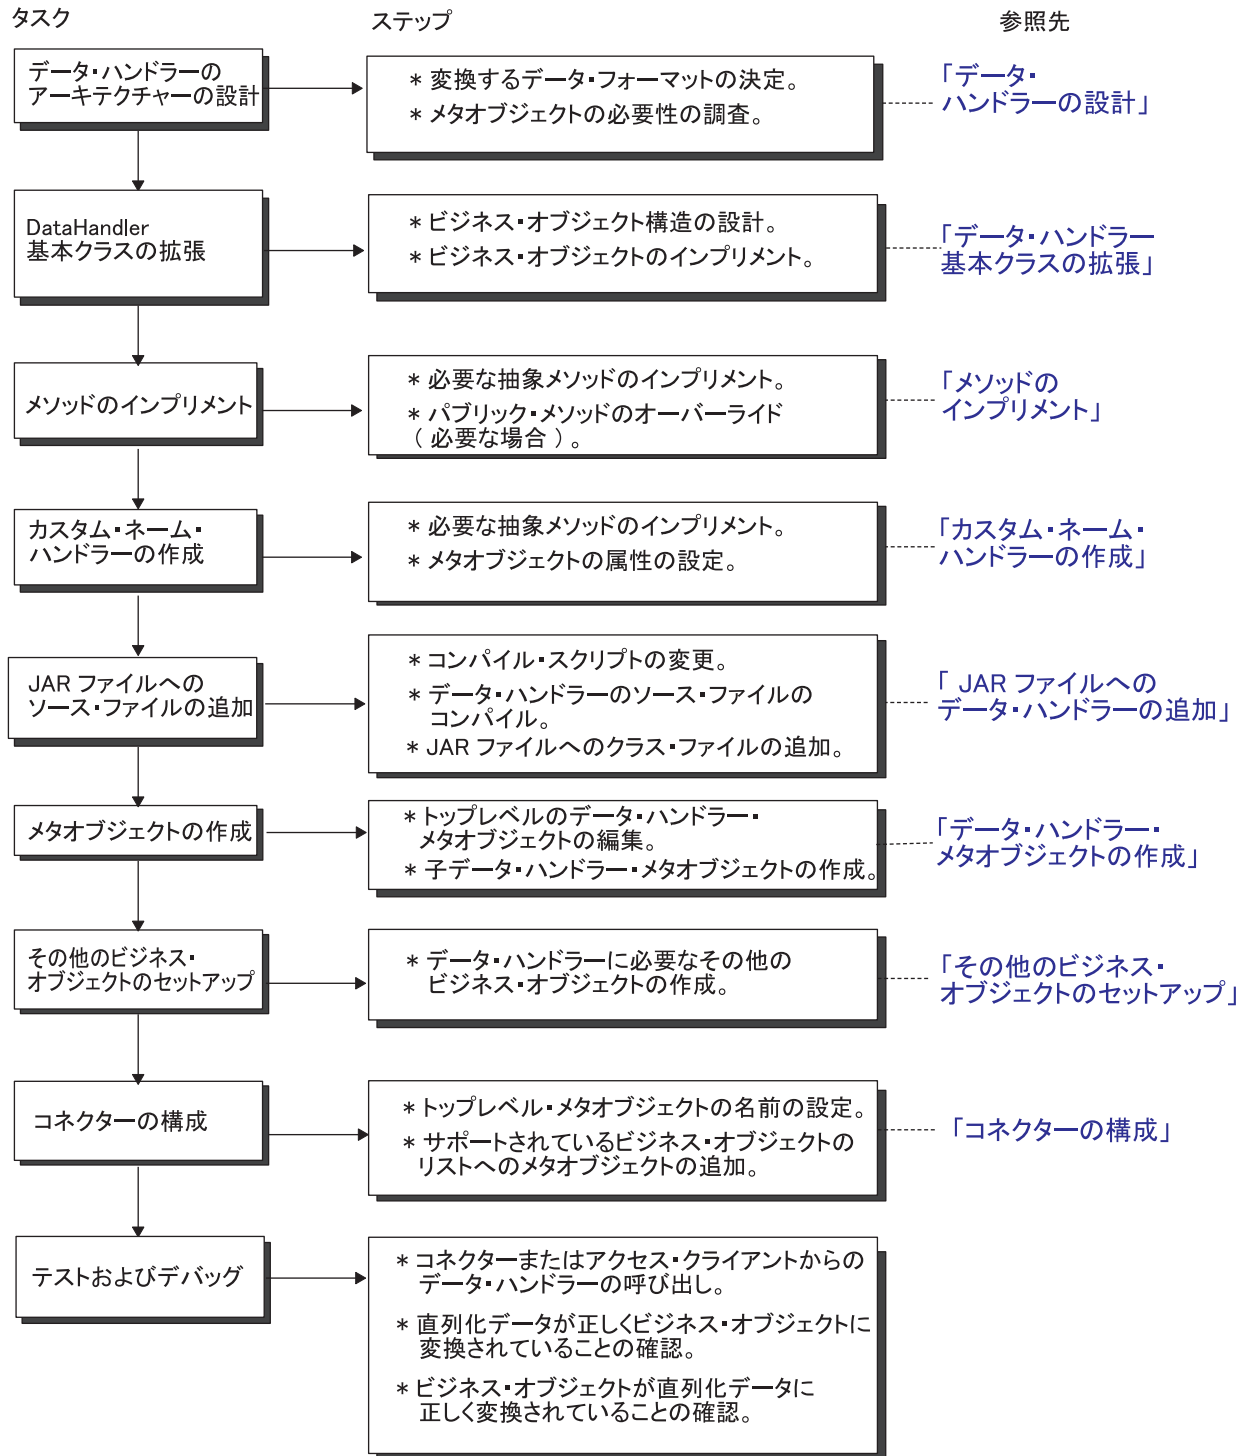 タスク
ステップ
参照先
データ・ハンドラーの
アーキテクチャーの設計
* 変換するデータ・フォーマットの決定。
* メタオブジェクトの必要性の調査。
「データ・
ハンドラーの設計」
DataHandler
基本クラスの拡張
* ビジネス・オブジェクト構造の設計。
* ビジネス・オブジェクトのインプリメント。
「データ・ハンドラー
基本クラスの拡張」
メソッドのインプリメント
* 必要な抽象メソッドのインプリメント。
* パブリック・メソッドのオーバーライド
( 必要な場合 )。
「メソッドの
インプリメント」
カスタム・ネーム・
ハンドラーの作成
* 必要な抽象メソッドのインプリメント。
* メタオブジェクトの属性の設定。
「カスタム・ネーム・
ハンドラーの作成」
JAR ファイルへの
ソース・ファイルの追加
* コンパイル・スクリプトの変更。
* データ・ハンドラーのソース・ファイルの
コンパイル。
* JAR ファイルへのクラス・ファイルの追加。
「 JAR ファイルへの
データ・ハンドラーの追加」
メタオブジェクトの作成
* トップレベルのデータ・ハンドラー・
メタオブジェクトの編集。
* 子データ・ハンドラー・メタオブジェクトの作成。
「データ・ハンドラー・
メタオブジェクトの作成」
その他のビジネス・
オブジェクトのセットアップ
* データ・ハンドラーに必要なその他の
ビジネス・オブジェクトの作成。
「その他のビジネス・
オブジェクトのセットアップ」
コネクターの構成
* トップレベル・メタオブジェクトの名前の設定。
* サポートされているビジネス・オブジェクトの
リストへのメタオブジェクトの追加。
「コネクターの構成」
テストおよびデバッグ
* コネクターまたはアクセス・クライアントからの
データ・ハンドラーの呼び出し。
* 直列化データが正しくビジネス・オブジェクトに
変換されていることの確認。
* ビジネス・オブジェクトが直列化データに
正しく変換されていることの確認。